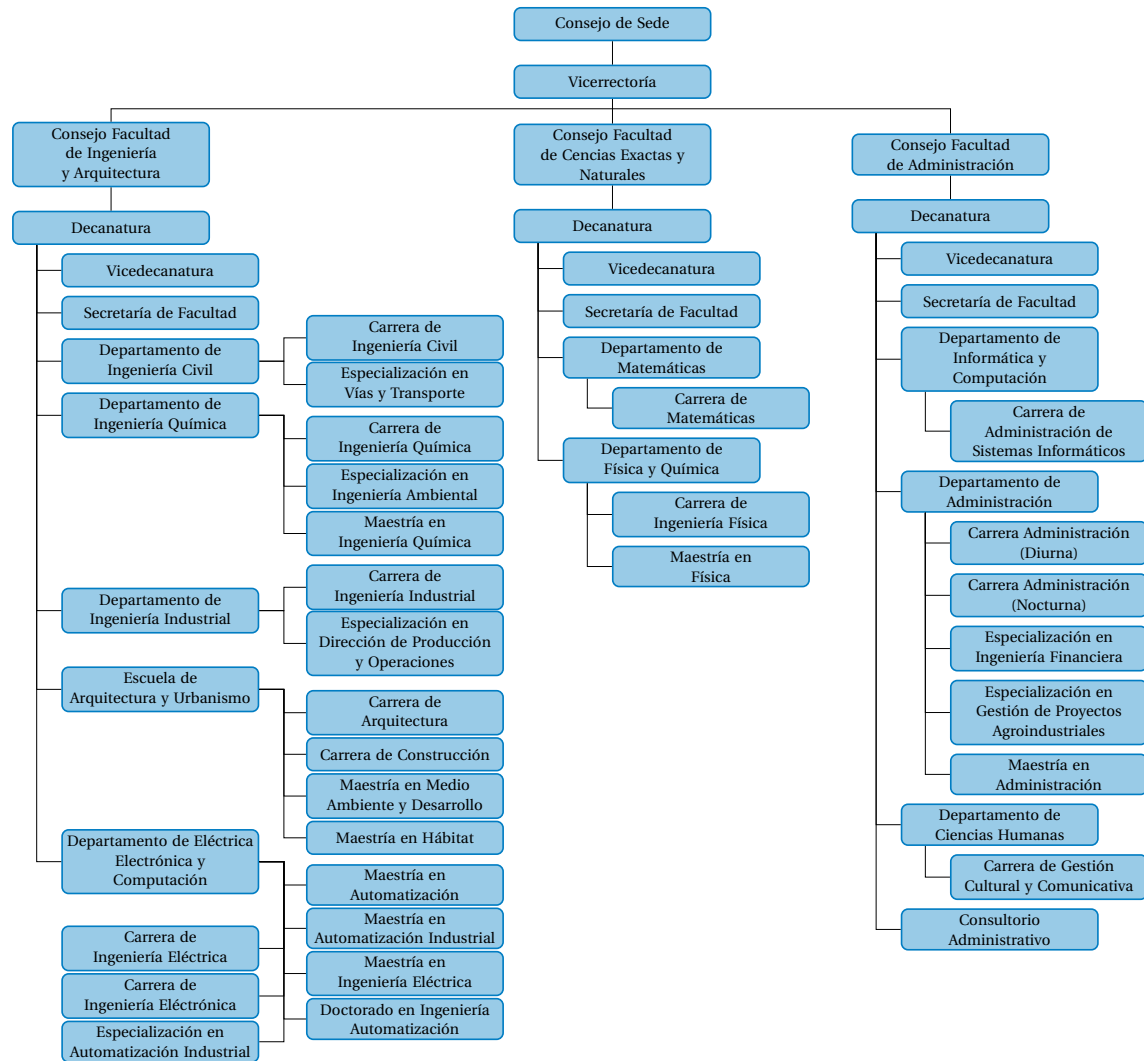 Consejo de Sede
Vicerrectoría
Consejo Facultad
de Ingeniería
y Arquitectura
Decanatura
Vicedecanatura
Secretaría de Facultad
Departamento de
Ingeniería Civil
Carrera de
Ingeniería Civil
Especialización en
Vías y Transporte
Departamento de
Ingeniería Química
Carrera de
Ingeniería Química
Especialización en
Ingeniería Ambiental
Maestría en
Ingeniería Química
Departamento de
Ingeniería Industrial
Carrera de
Ingeniería Industrial
Especialización en
Dirección de Producción
y Operaciones
Escuela de
Arquitectura y Urbanismo
Carrera de
Arquitectura
Carrera de Construcción
Maestría en Medio
Ambiente y Desarrollo
Maestría en Hábitat
Departamento de Eléctrica
Electrónica y
Computación
Maestría en
Automatización
Maestría en
Automatización Industrial
Maestría en
Ingeniería Eléctrica
Doctorado en Ingeniería
Automatización
Carrera de
Ingeniería Eléctrica
Carrera de
Ingeniería Eléctrónica
Especialización en
Automatización Industrial
Consejo Facultad
de Cencias Exactas y
Naturales
Decanatura
Vicedecanatura
Secretaría de Facultad
Departamento de
Matemáticas
Carrera de
Matemáticas
Departamento de
Física y Química
Carrera de
Ingeniería Física
Maestría en
Física
Consejo Facultad
de Administración
Decanatura
Vicedecanatura
Secretaría de Facultad
Departamento de
Informática y
Computación
Carrera de
Administración de
Sistemas Informáticos
Departamento de
Administración
Carrera Administración
(Diurna)
Carrera Administración
(Nocturna)
Especialización en
Ingeniería Financiera
Especialización en
Gestión de Proyectos
Agroindustriales
Maestría en
Administración
Departamento de
Ciencias Humanas
Carrera de Gestión
Cultural y Comunicativa
Consultorio
Administrativo